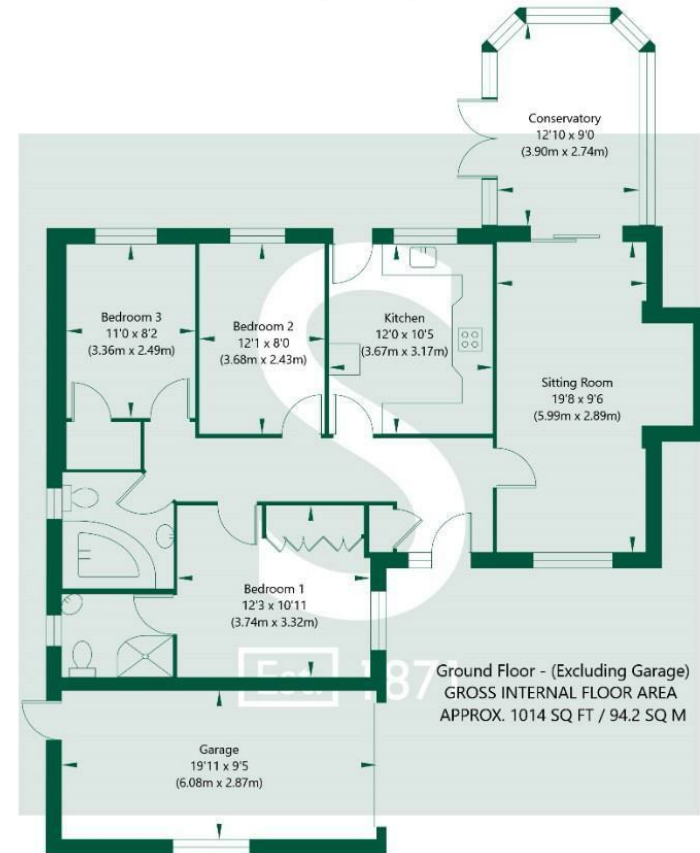 Conservatory
12'10 x 9'0
(3.90m x 2.74m)
Bedroom 3
11'0 x 8'2
(3.36m x 2.49m)
Bedroom 2
12'1 x 8'0
(3.68m x 2.43m)
Kitchen
12'0 x 10'5
(3.67m x 3.17m)
Sitting Room
19'8 x 9'6
(5.99m x 2.89m)
Bedroom 1
12'3 x 10'11
(3.74m x 3.32m)
S
Est. 1871
Ground Floor - (Excluding Garage)
GROSS INTERNAL FLOOR AREA
APPROX. 1014 SQ FT / 94.2 SQ M
Garage
19'11 x 9'5
(6.08m x 2.87m)